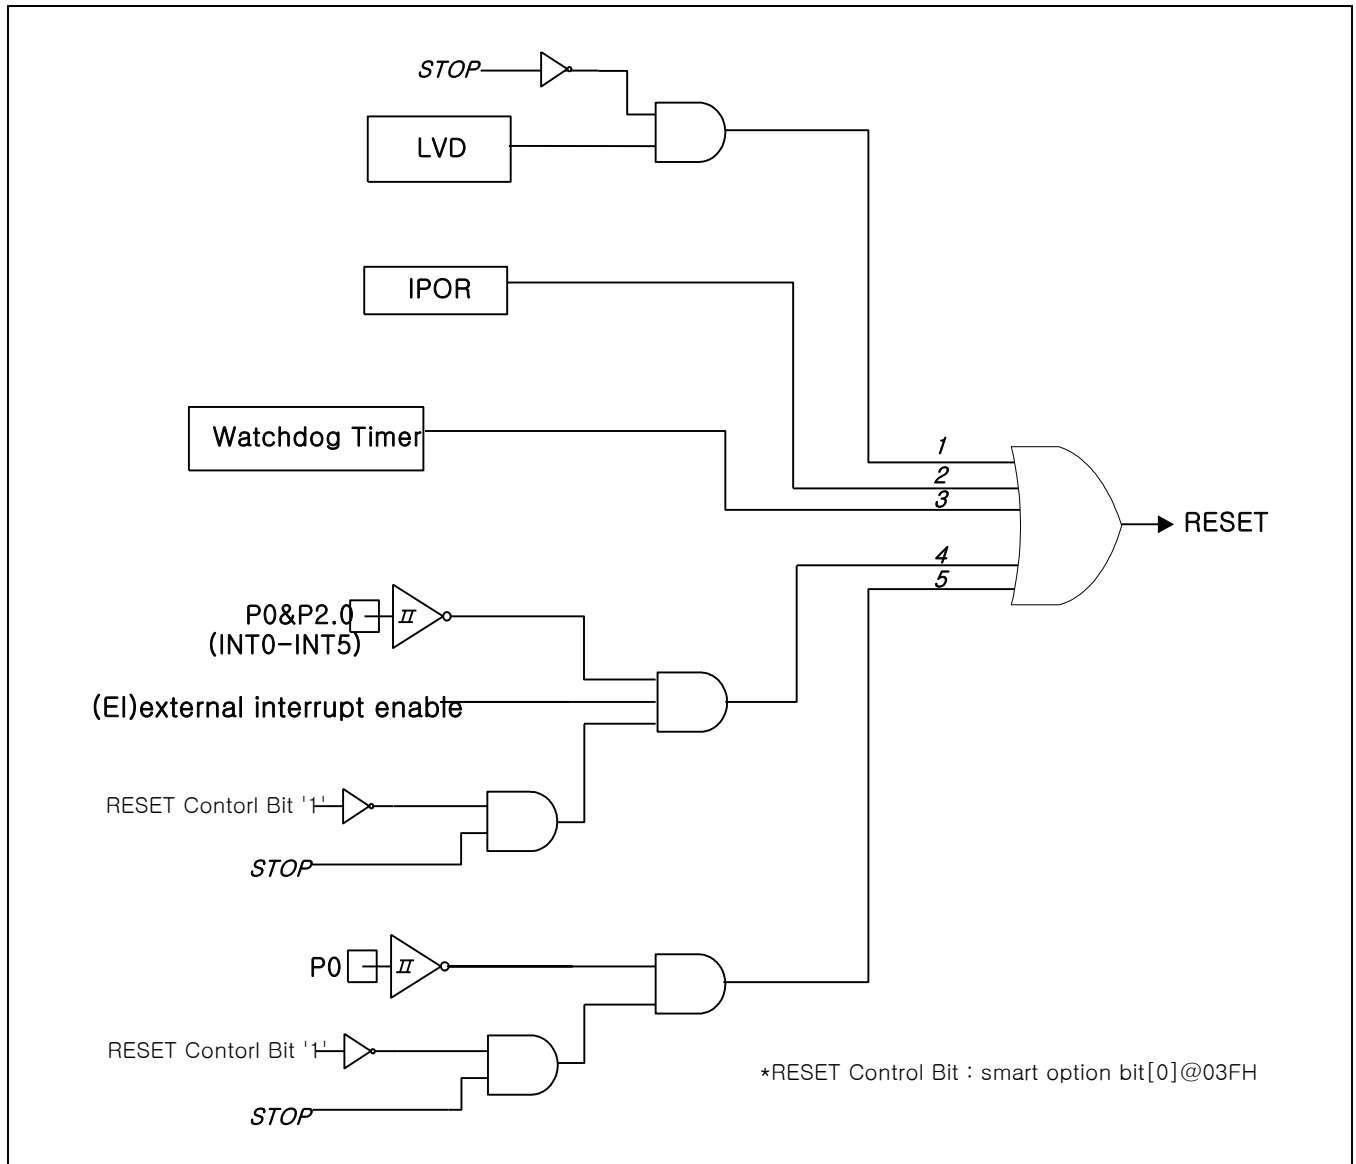 STOP
LVD
IPOR
Watchdog Timer
1
2
3
RESET
4
5
P0&P2.0
(INT0-INT5)
II
(EI)external interrupt enable
RESET Contorl Bit '1'
STOP
P0
II
RESET Contorl Bit '1'
*RESET Control Bit : smart option bit[0]@03FH
STOP